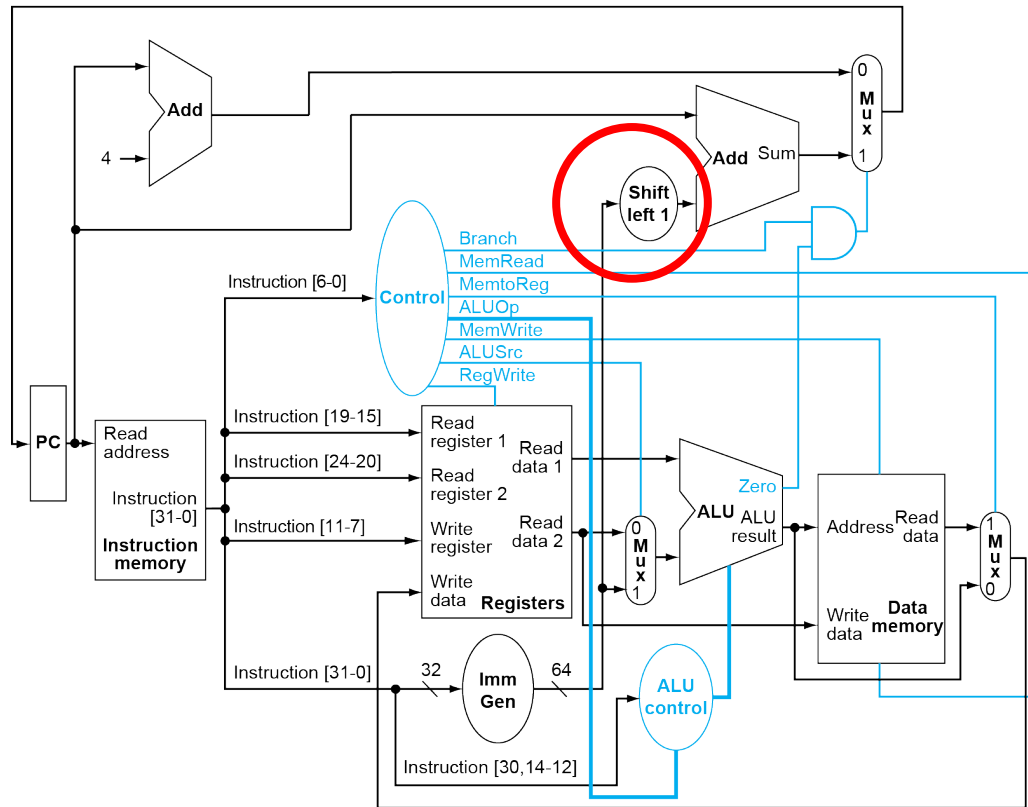 Add
4
0
Mux
1
Add Sum
Shift
left 1
Branch
MemRead
MemtoReg
ALUOp
MemWrite
ALUSrc
RegWrite
Instruction [6-0]
Control
PC
Read
address
Instruction
[31-0]
Instruction
memory
Instruction [19-15]
Instruction [24-20]
Instruction [11-7]
Read
register 1
Read
register 2
Write
register
Write
data
Read
data 1
Read
data 2
Registers
0
Mux
1
Zero
ALU
ALU
result
Address
Read
data
Write
data
Data
memory
1
Mux
0
Instruction [31-0]
32
Imm
Gen
64
ALU
control
Instruction [30,14-12]